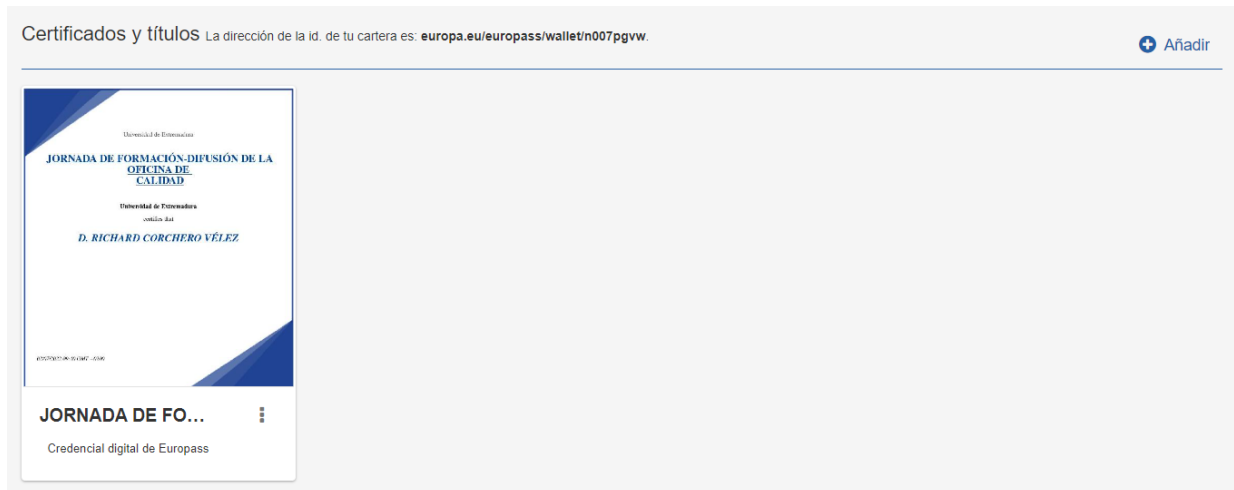 Certificados y títulos La dirección de la id. de tu cartera es: europa.eu/europass/wallet/n007pgvw.
Añadir
Universidad de Extremadura
JORNADA DE FORMACIÓN-DIFUSIÓN DE LA
OFICINA DE
CALIDAD
Universidad de Extremadura
certifies that
D. RICHARD CORCHERO VÉLEZ
JORNADA DE FO...
Credencial digital de Europass